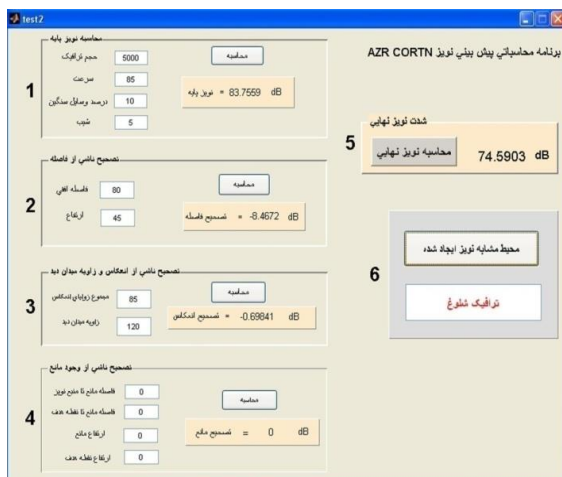 test2
برنامه محاسباتي پيش بيني نويز AZR CORTN
1
محاسبه نويز پايه
حجم ترافيک 5000
سرعت 85
درصد وسايل سنگين 10
شيب 5
محاسبه
نويز پايه = 83.7559 dB
2
تصحيح ناشي از فاصله
فاصله افقي 80
ارتفاع 45
محاسبه
تصحيح فاصله = -8.4672 dB
3
تصحيح ناشي از انعکاس و زاويه ميدان ديد
مجموع زواياي انعکاس 85
زاويه ميدان ديد 120
محاسبه
تصحيح انعکاس = -0.69841 dB
4
تصحيح ناشي از وجود مانع
فاصله مانع تا منبع نويز 0
فاصله مانع تا نقطه هدف 0
ارتفاع مانع 0
ارتفاع نقطه هدف 0
محاسبه
تصحيح مانع = 0 dB
5
شدت نويز نهايي
محاسبه نويز نهايي 74.5903 dB
6
محيط مشابه نويز ايجاد شده
ترافيک شلوغ